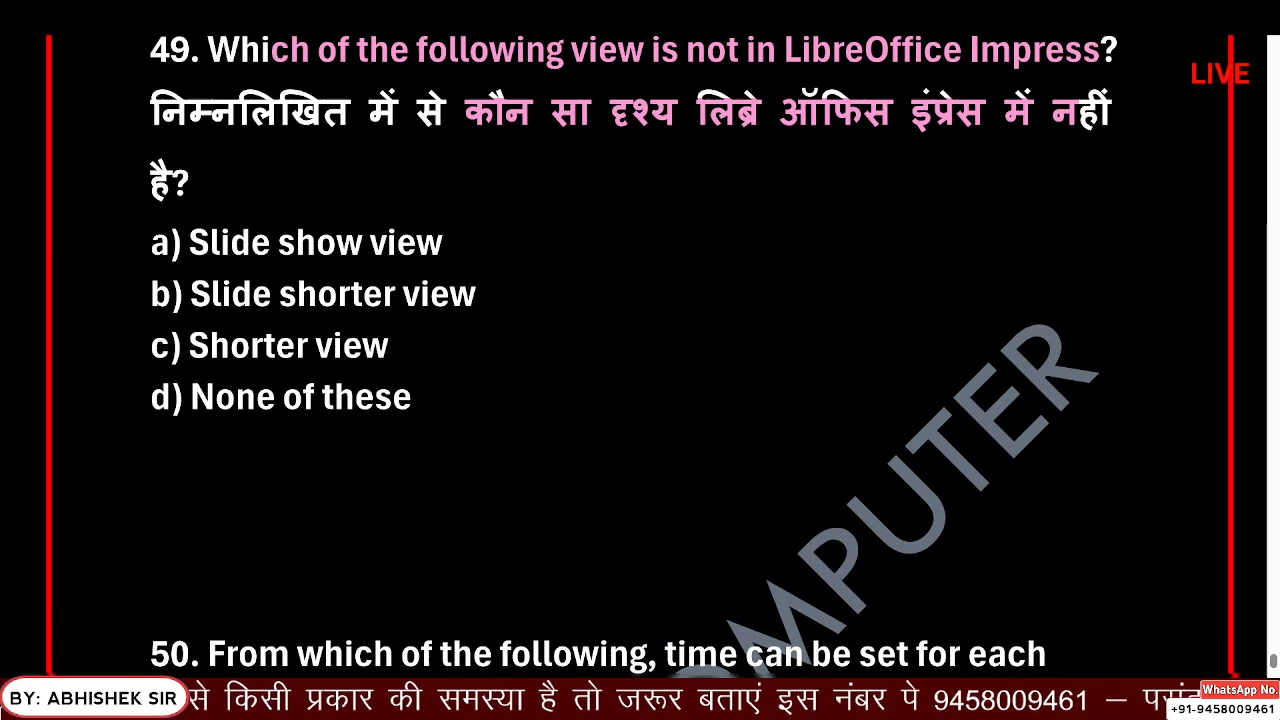 49. Which of the following view is not in LibreOffice Impress?
LIVE
निम्नलिखित में से कौन सा दृश्य लिब्रे ऑफिस इंप्रेस में नहीं
है?
a) Slide show view
b) Slide shorter view
c) Shorter view
d) None of these
50. From which of the following, time can be set for each
BY: ABHISHEK SIR
से किसी प्रकार की समस्या है तो जरूर बताएं इस नंबर पे 9458009461 –
WhatsApp No.
+91-9458009461